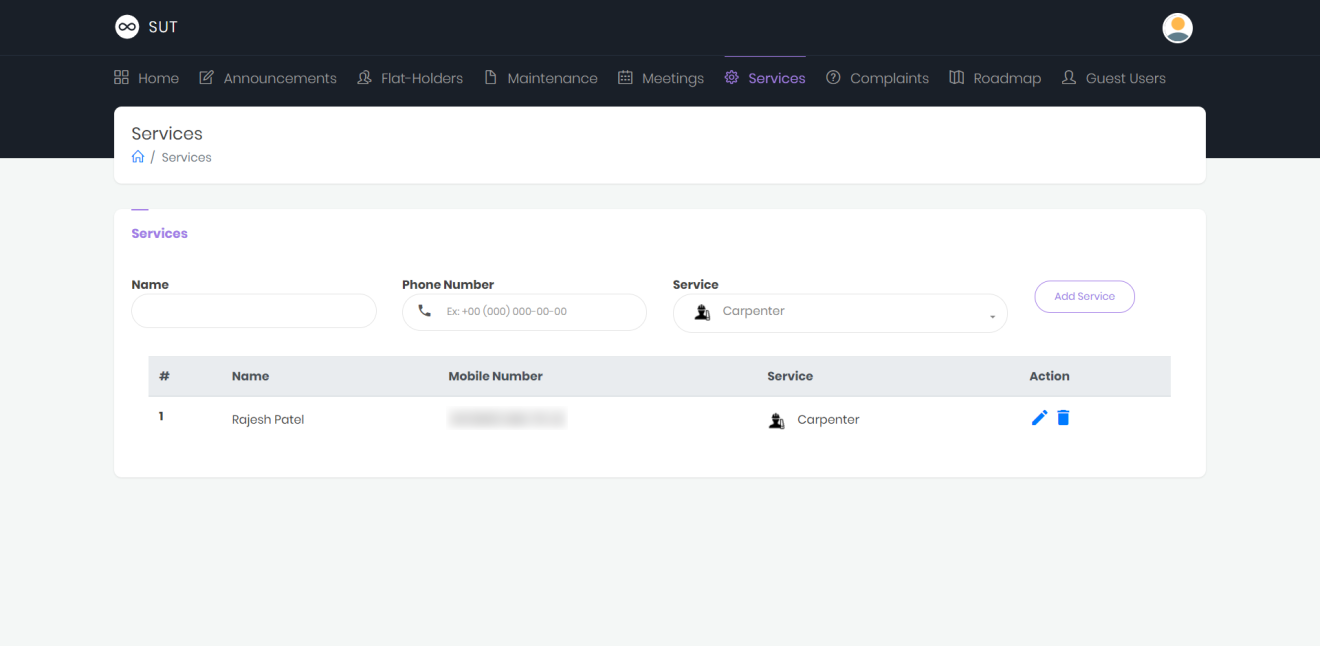 SUT
Home Announcements Flat-Holders Maintenance Meetings Services Complaints Roadmap Guest Users
Services
/ Services
Services
Name Phone Number Service
Ex: +00 (000) 000-00-00 Carpenter Add Service
# Name Mobile Number Service Action
1 Rajesh Patel Carpenter